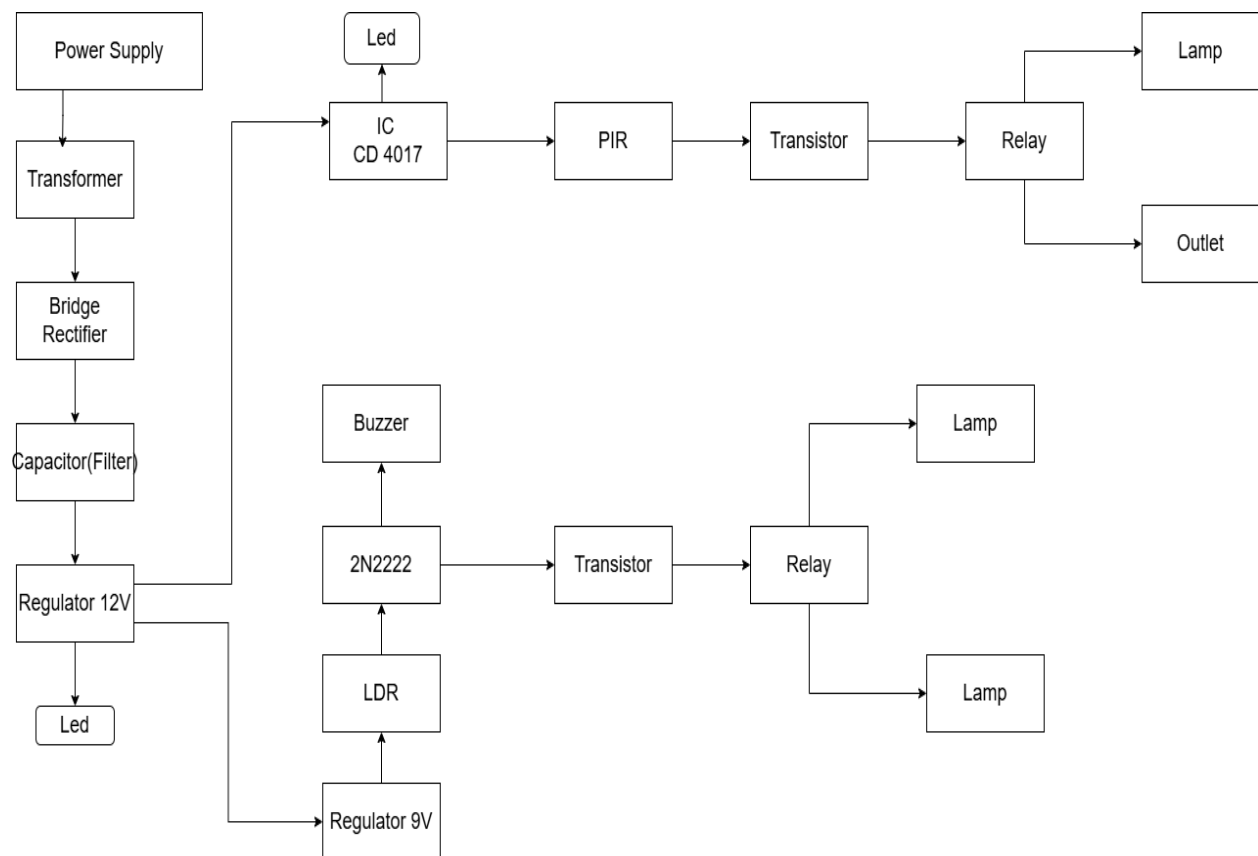 Power Supply
Transformer
Bridge
Rectifier
Capacitor(Filter)
Regulator 12V
Led
Led
IC
CD 4017
PIR
Transistor
Relay
Lamp
Outlet
Buzzer
2N2222
LDR
Regulator 9V
Transistor
Relay
Lamp
Lamp